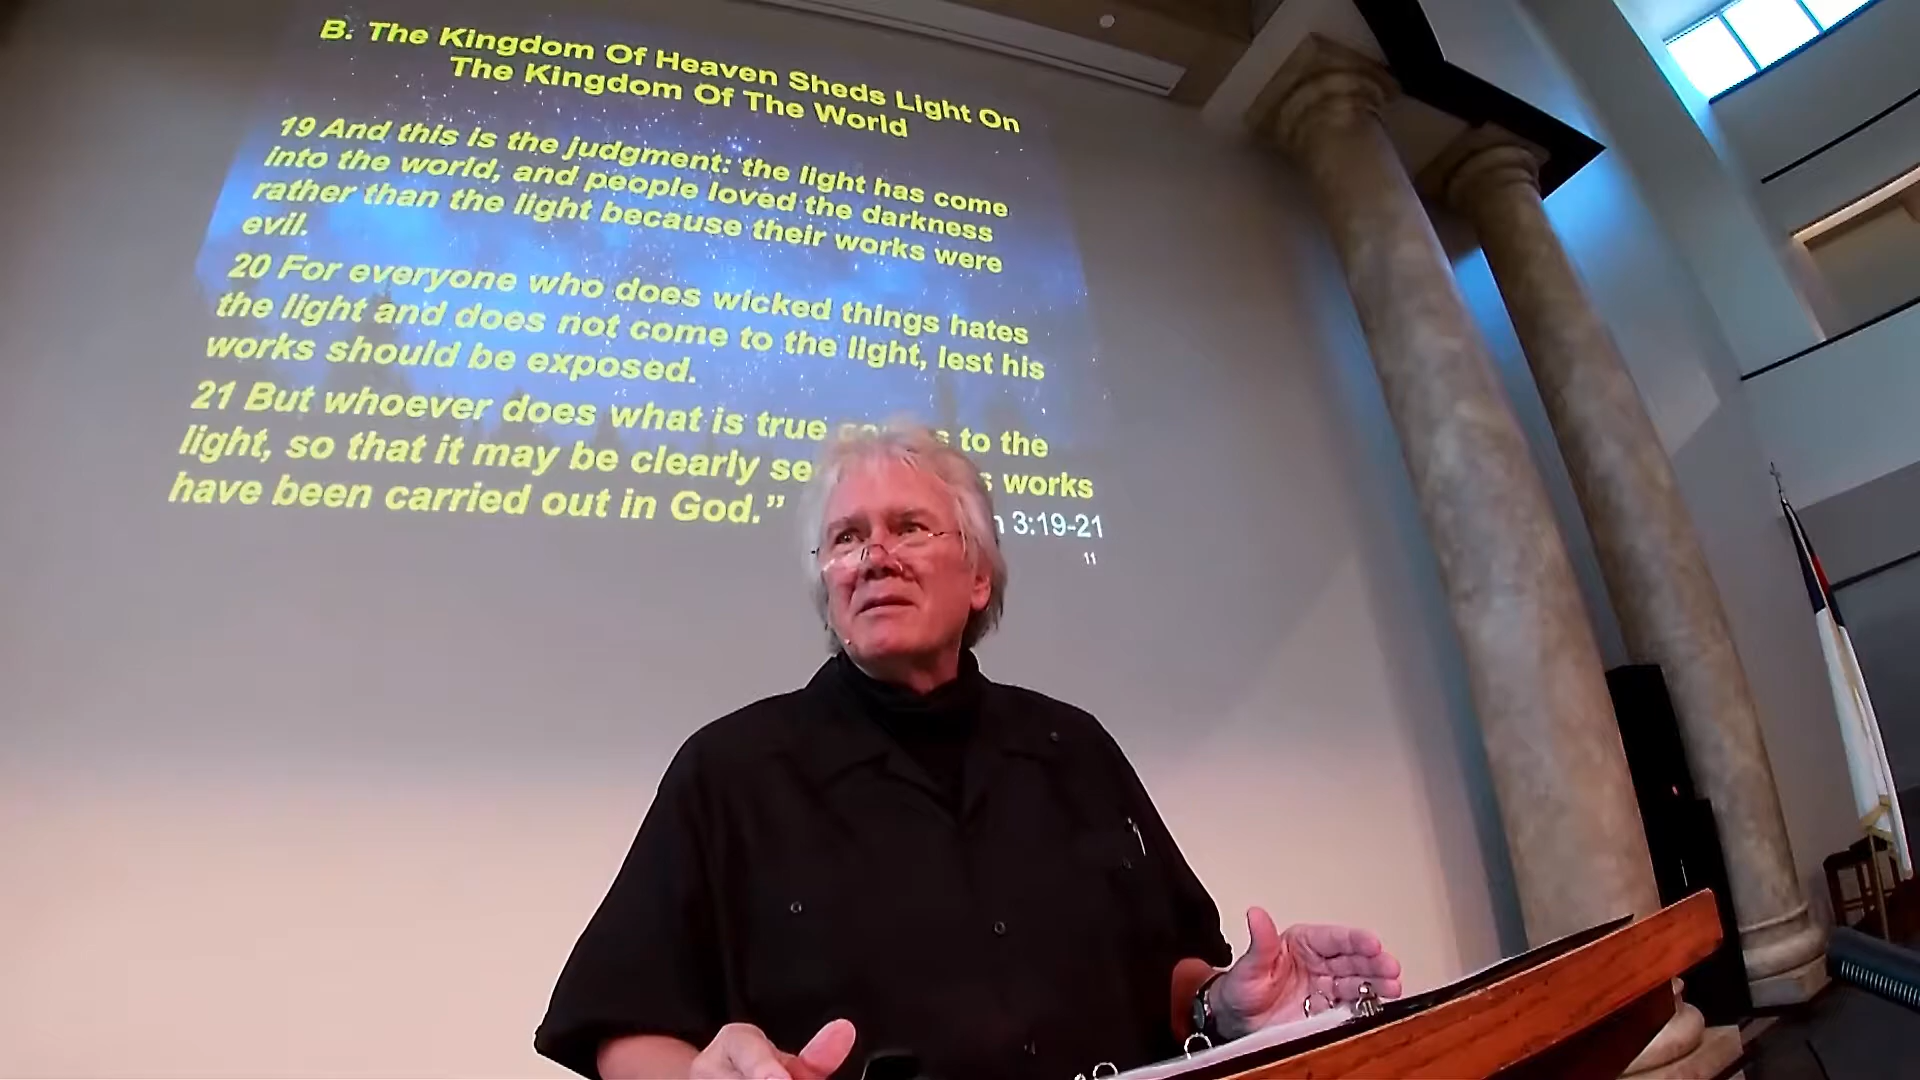 B. The Kingdom Of Heaven Sheds Light On
The Kingdom Of The World
19 And this is the judgment: the light has come
into the world, and people loved the darkness
rather than the light because their works were
evil.
20 For everyone who does wicked things hates
the light and does not come to the light, lest his
works should be exposed.
21 But whoever does what is true to the
light, so that it may be clearly works
have been carried out in God.”
3:19-21
11